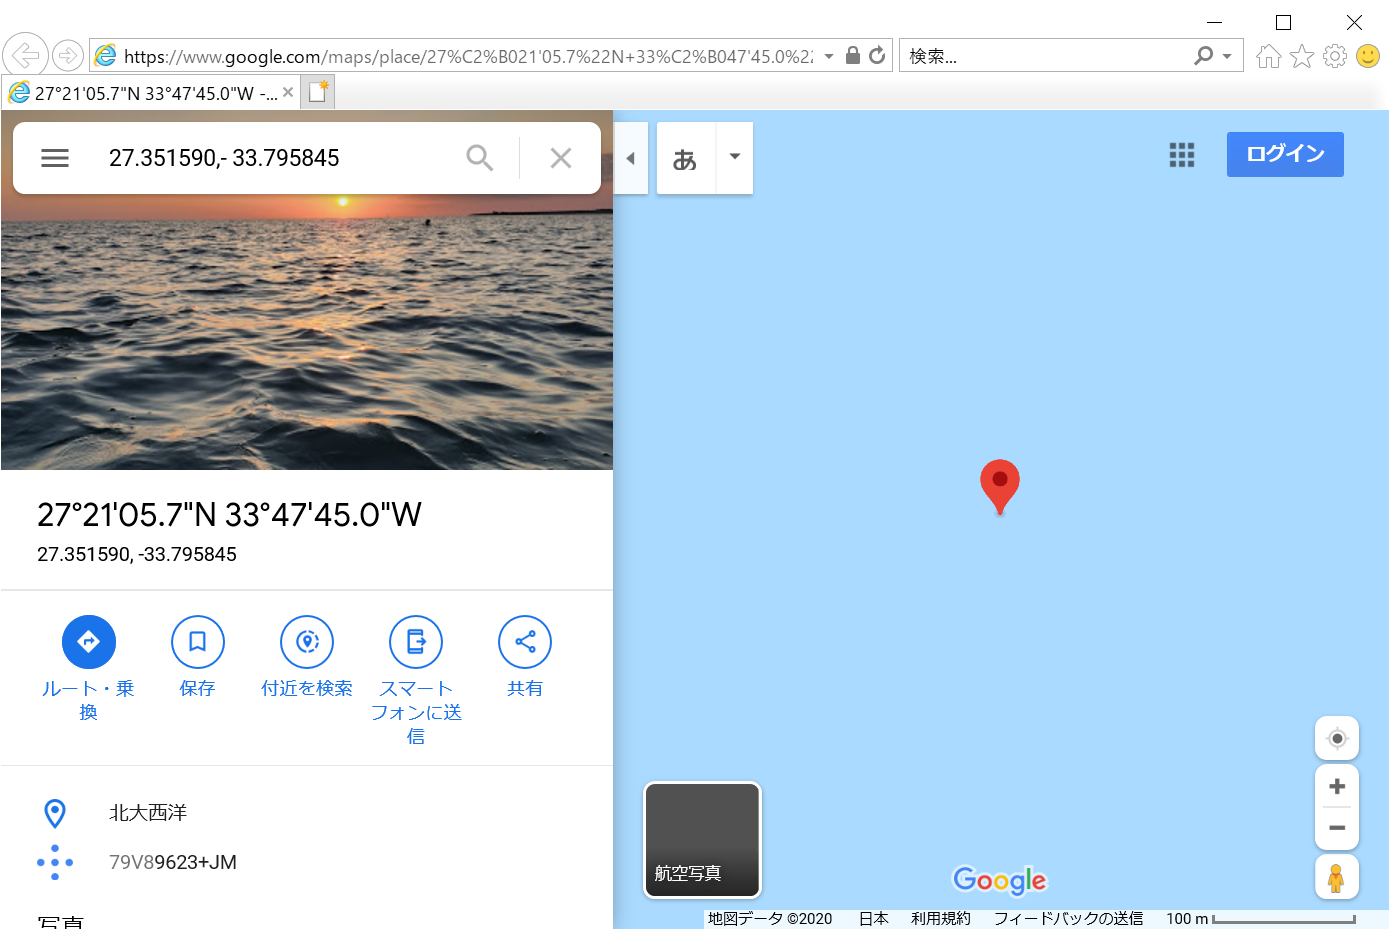 https://www.google.com/maps/place/27%C2%B021'05.7%22N+33%C2%B047'45.0%22
検索...
27°21'05.7"N 33°47'45.0"W -...
27.351590,- 33.795845
あ
ログイン
27°21'05.7"N 33°47'45.0"W
27.351590, -33.795845
ルート・乗
換
保存
付近を検索
スマート
フォンに送
信
共有
北大西洋
79V89623+JM
写真
航空写真
Google
地図データ ©2020 日本 利用規約 フィードバックの送信 100 m